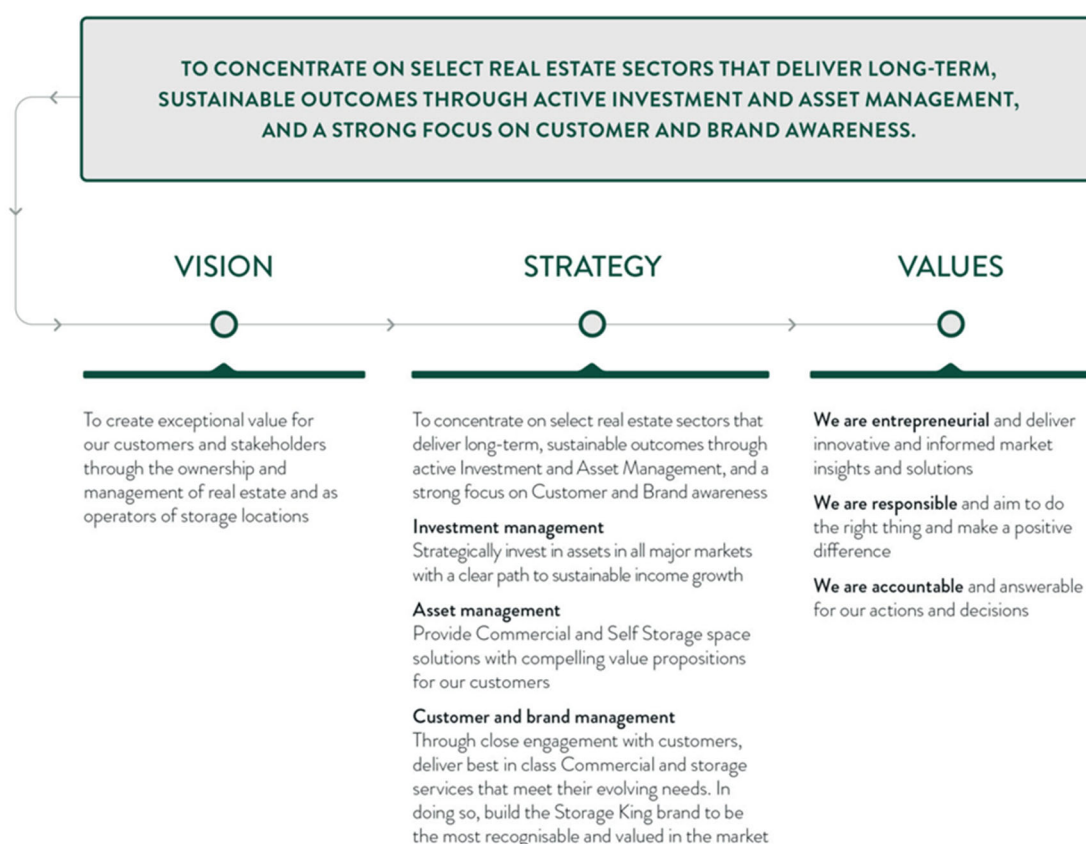 TO CONCENTRATE ON SELECT REAL ESTATE SECTORS THAT DELIVER LONG-TERM,
SUSTAINABLE OUTCOMES THROUGH ACTIVE INVESTMENT AND ASSET MANAGEMENT,
AND A STRONG FOCUS ON CUSTOMER AND BRAND AWARENESS.
VISION
To create exceptional value for
our customers and stakeholders
through the ownership and
management of real estate and as
operators of storage locations
STRATEGY
To concentrate on select real estate sectors that
deliver long-term, sustainable outcomes through
active Investment and Asset Management, and a
strong focus on Customer and Brand awareness
Investment management
Strategically invest in assets in all major markets
with a clear path to sustainable income growth
Asset management
Provide Commercial and Self Storage space
solutions with compelling value propositions
for our customers
Customer and brand management
Through close engagement with customers,
deliver best in class Commercial and storage
services that meet their evolving needs. In
doing so, build the Storage King brand to be
the most recognisable and valued in the market
VALUES
We are entrepreneurial and deliver
innovative and informed market
insights and solutions
We are responsible and aim to do
the right thing and make a positive
difference
We are accountable and answerable
for our actions and decisions